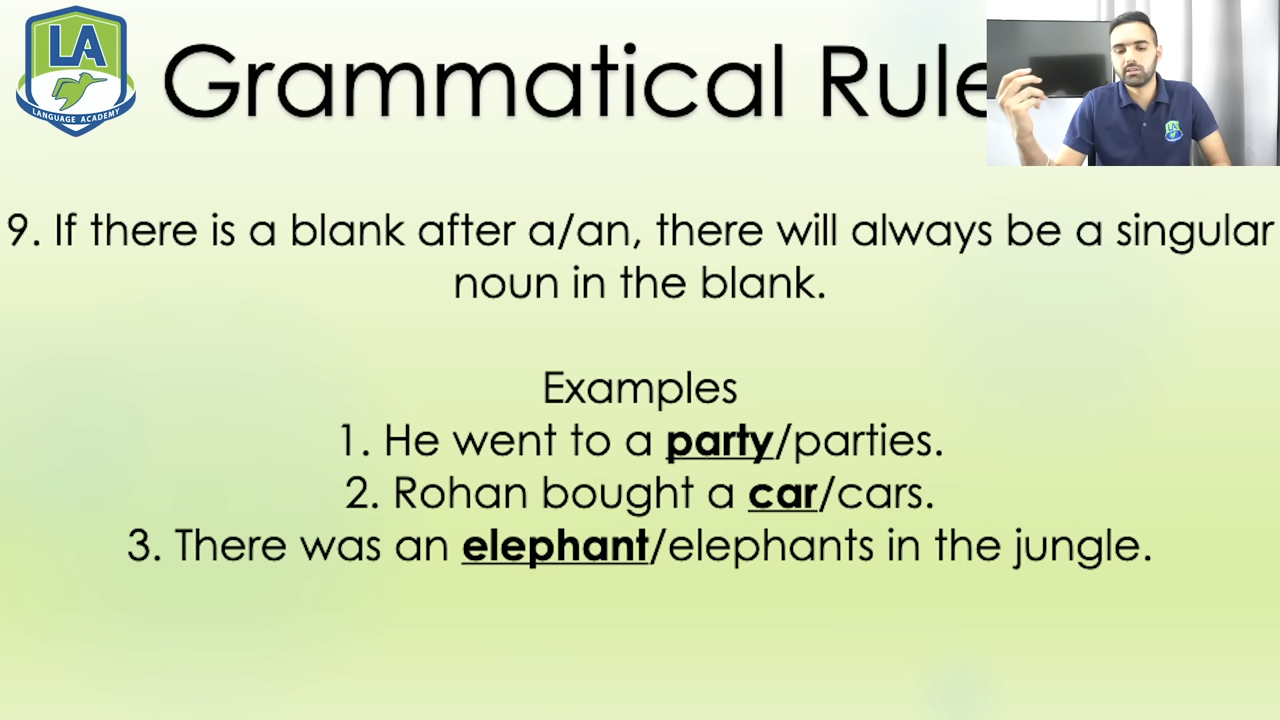 LA
LANGUAGE ACADEMY
Grammatical Rule
LA
9. If there is a blank after a/an, there will always be a singular
noun in the blank.
Examples
1. He went to a party/parties.
2. Rohan bought a car/cars.
3. There was an elephant/elephants in the jungle.